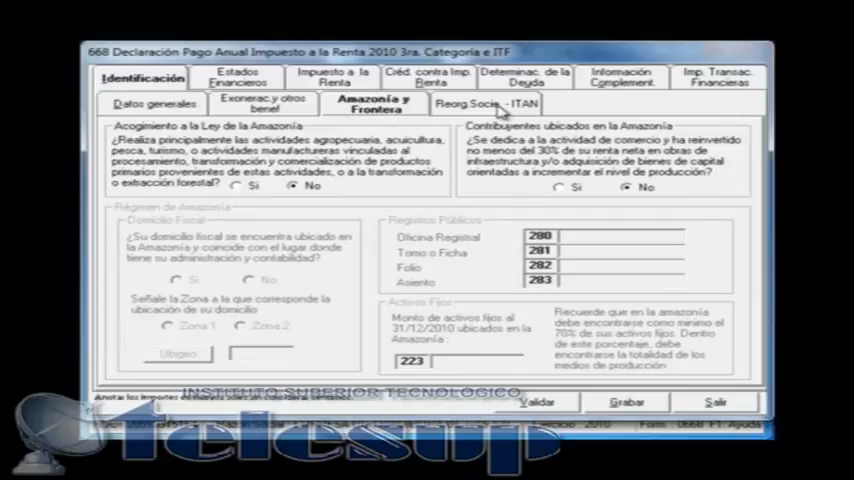 668 Declaración Pago Anual Impuesto a la Renta 2010 3ra. Categoría e ITF
Identificación
Estados Financieros
Impuesto a la Renta
Créd. contra Imp. Renta
Determinac. de la Deuda
Información Complement.
Imp. Transac. Financieras
Datos generales
Exonerac.y otros benef
Amazonía y Frontera
Reorg.Socie. - ITAN
Acogimiento a la Ley de la Amazonía
¿Realiza principalmente las actividades agropecuaria, acuicultura,
pesca, turismo, o actividades manufactureras vinculadas al
procesamiento, transformación y comercialización de productos
primarios provenientes de esas actividades, o a la transformación
o extracción forestal?
Si
No
Contribuyentes ubicados en la Amazonía
¿Se dedica a la actividad de comercio y ha reinvertido
no menos del 30% de su renta neta en obras de
infraestructura y/o adquisición de bienes de capital
orientadas a incrementar el nivel de producción?
Si
No
Régimen de Amazonía
Domicilio Fiscal
¿Su domicilio fiscal se encuentra ubicado en
la Amazonía y coincide con el lugar donde
tiene su administración y contabilidad?
Si
No
Señale la Zona a la que corresponde la
ubicación de su domicilio
Zona 1
Zona 2
Ubigeo
Registros Públicos
Oficina Registral 280
Tomo o Ficha 281
Folio 282
Asiento 283
Activos Fijos
Monto de activos fijos al
31/12/2010 ubicados en la
Amazonía :
223
Recuerde que en la amazonía
debe encontrarse como mínimo el
70% de sus activos fijos. Dentro
de este porcentaje, debe
encontrarse la totalidad de los
medios de producción
Validar
Grabar
Salir
INSTITUTO SUPERIOR TECNOLÓGICO
Telesup
Ejercicio : 2010
Form. : 0668 F1: Ayuda